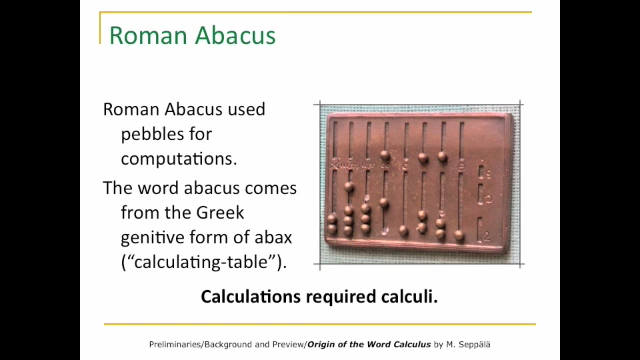 Roman Abacus
Roman Abacus used
pebbles for
computations.
The word abacus comes
from the Greek
genitive form of abax
(“calculating-table”).
Calculations required calculi.
Preliminaries/Background and Preview/Origin of the Word Calculus by M. Seppälä